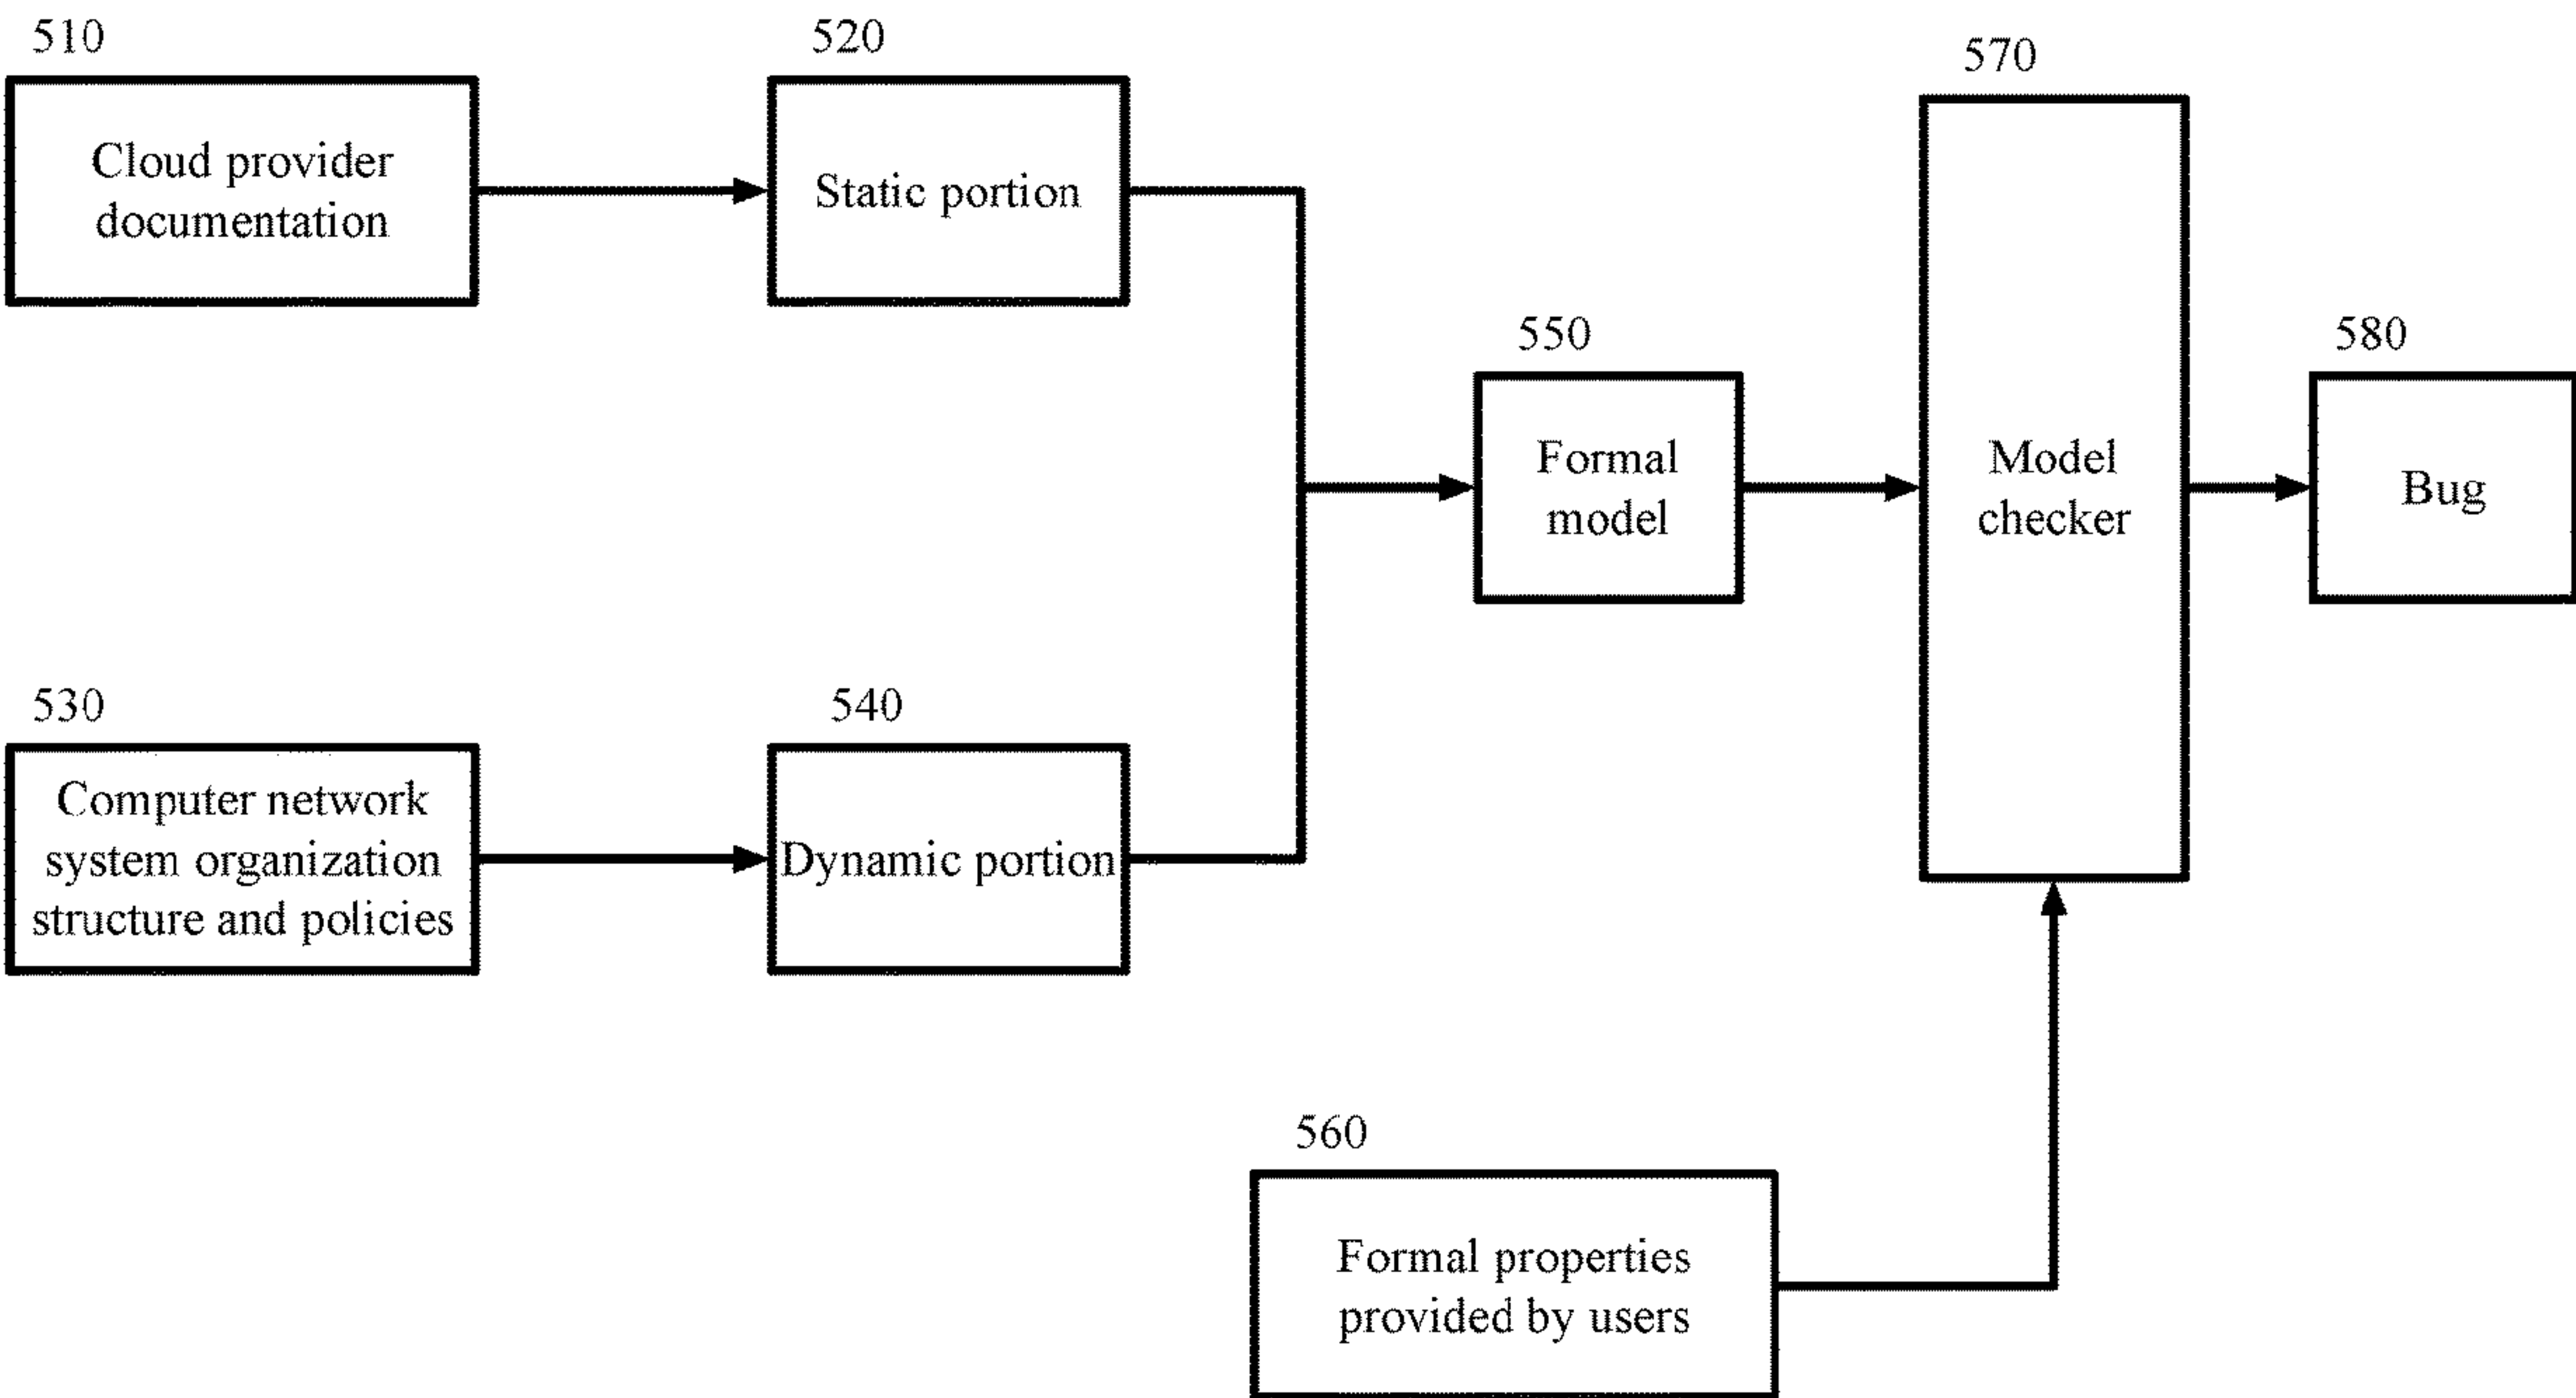 510
Cloud provider
documentation
520
Static portion
530
Computer network
system organization
structure and policies
540
Dynamic portion
550
Formal
model
560
Formal properties
provided by users
570
Model
checker
580
Bug